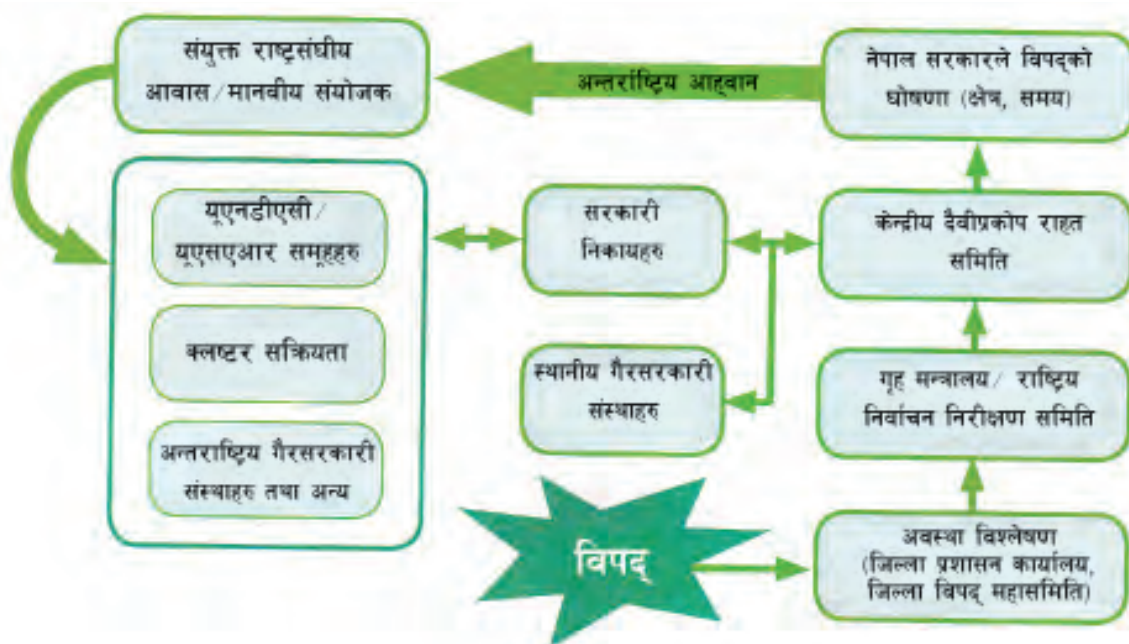 संयुक्त राष्ट्रसंघीय
आवास/मानवीय संयोजक
अन्तर्राष्ट्रिय आह्वान
नेपाल सरकारले विपद्को
घोषणा (क्षेत्र, समय)
यूएनडीएसी/
यूएसएआर समूहहरु
क्लष्टर सक्रियता
अन्तराष्ट्रिय गैरसरकारी
संस्थाहरु तथा अन्य
सरकारी
निकायहरु
स्थानीय गैरसरकारी
संस्थाहरु
केन्द्रीय दैवीप्रकोप राहत
समिति
गृह मन्त्रालय/ राष्ट्रिय
निर्वाचन निरीक्षण समिति
विपद्
अवस्था विश्लेषण
(जिल्ला प्रशासन कार्यालय,
जिल्ला विपद् महासमिति)